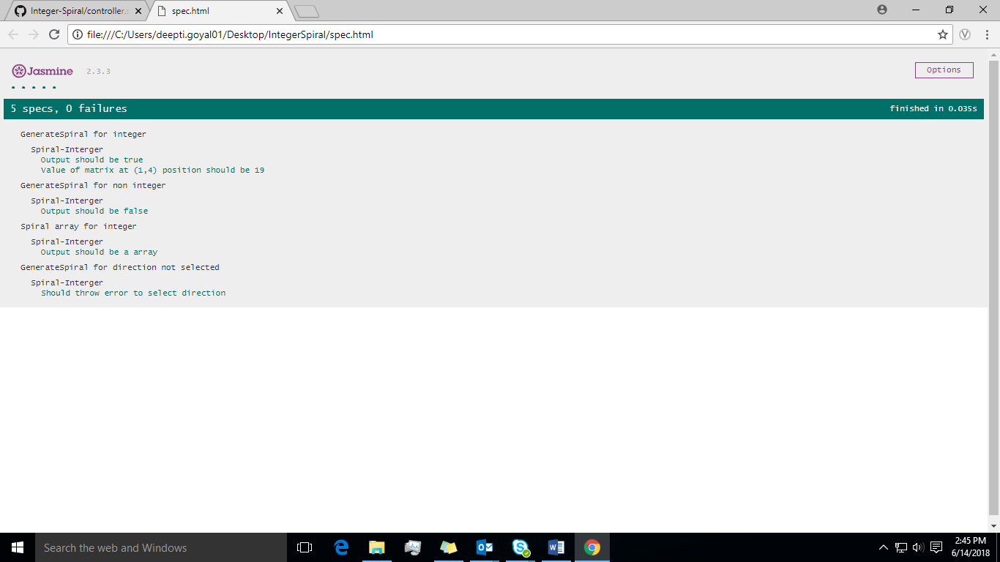 Integer-Spiral/controller.s
spec.html
file:///C:/Users/deepti.goyal01/Desktop/IntegerSpiral/spec.html
Jasmine 2.3.3
Options
5 specs, 0 failures
finished in 0.035s
GenerateSpiral for integer
Spiral-Interger
Output should be true
Value of matrix at (1,4) position should be 19
GenerateSpiral for non integer
Spiral-Interger
Output should be false
Spiral array for integer
Spiral-Interger
Output should be a array
GenerateSpiral for direction not selected
Spiral-Interger
Should throw error to select direction
Search the web and Windows
2:45 PM
6/14/2018